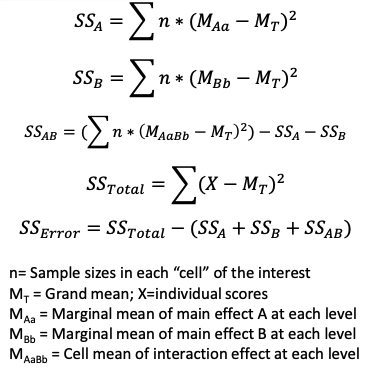 SS_A = ∑ n * (M_Aa − M_T)²
SS_B = ∑ n * (M_Bb − M_T)²
SS_AB = (∑ n * (M_AaBb − M_T)²) − SS_A − SS_B
SS_Total = ∑(X − M_T)²
SS_Error = SS_Total − (SS_A + SS_B + SS_AB)
n= Sample sizes in each “cell” of the interest
M_T = Grand mean; X=individual scores
M_Aa = Marginal mean of main effect A at each level
M_Bb = Marginal mean of main effect B at each level
M_AaBb = Cell mean of interaction effect at each level